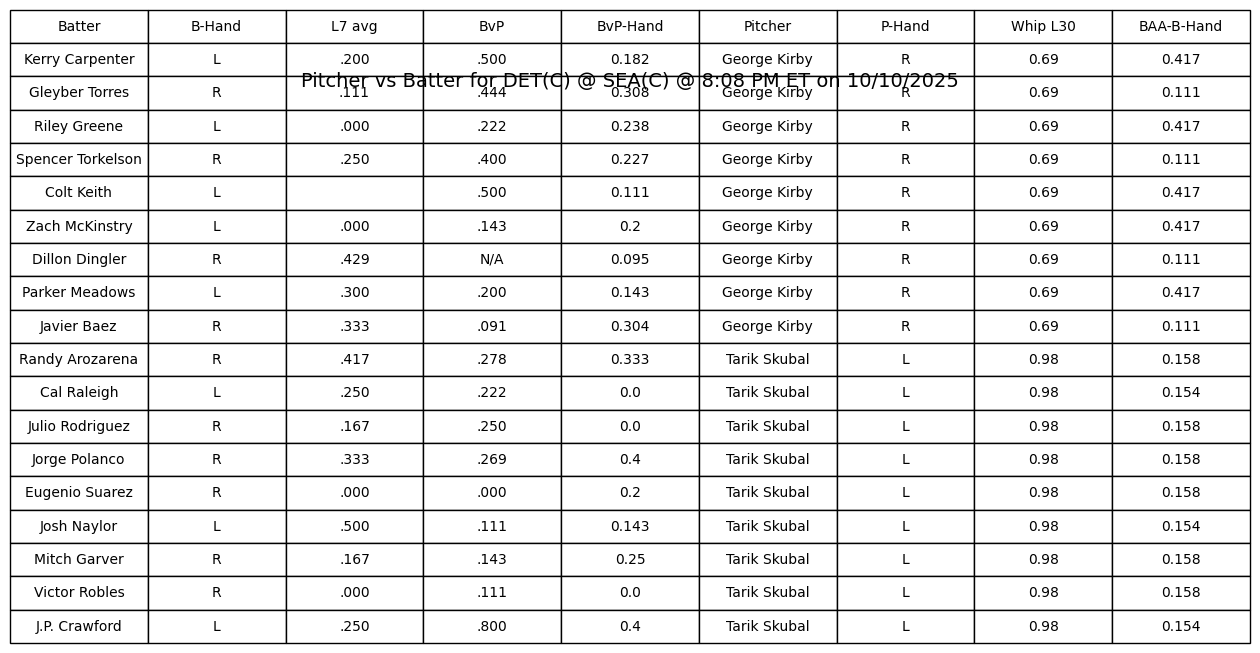 Batter B-Hand L7 avg BvP BvP-Hand Pitcher P-Hand Whip L30 BAA-B-Hand
Kerry Carpenter L .200 .500 0.182 George Kirby R 0.69 0.417
Pitcher vs Batter for DET(C) @ SEA(C) @ 8:08 PM ET on 10/10/2025
Gleyber Torres R .111 .444 0.308 George Kirby R 0.69 0.111
Riley Greene L .000 .222 0.238 George Kirby R 0.69 0.417
Spencer Torkelson R .250 .400 0.227 George Kirby R 0.69 0.111
Colt Keith L .500 0.111 George Kirby R 0.69 0.417
Zach McKinstry L .000 .143 0.2 George Kirby R 0.69 0.417
Dillon Dingler R .429 N/A 0.095 George Kirby R 0.69 0.111
Parker Meadows L .300 .200 0.143 George Kirby R 0.69 0.417
Javier Baez R .333 .091 0.304 George Kirby R 0.69 0.111
Randy Arozarena R .417 .278 0.333 Tarik Skubal L 0.98 0.158
Cal Raleigh L .250 .222 0.0 Tarik Skubal L 0.98 0.154
Julio Rodriguez R .167 .250 0.0 Tarik Skubal L 0.98 0.158
Jorge Polanco R .333 .269 0.4 Tarik Skubal L 0.98 0.158
Eugenio Suarez R .000 .000 0.2 Tarik Skubal L 0.98 0.158
Josh Naylor L .500 .111 0.143 Tarik Skubal L 0.98 0.154
Mitch Garver R .167 .143 0.25 Tarik Skubal L 0.98 0.158
Victor Robles R .000 .111 0.0 Tarik Skubal L 0.98 0.158
J.P. Crawford L .250 .800 0.4 Tarik Skubal L 0.98 0.154